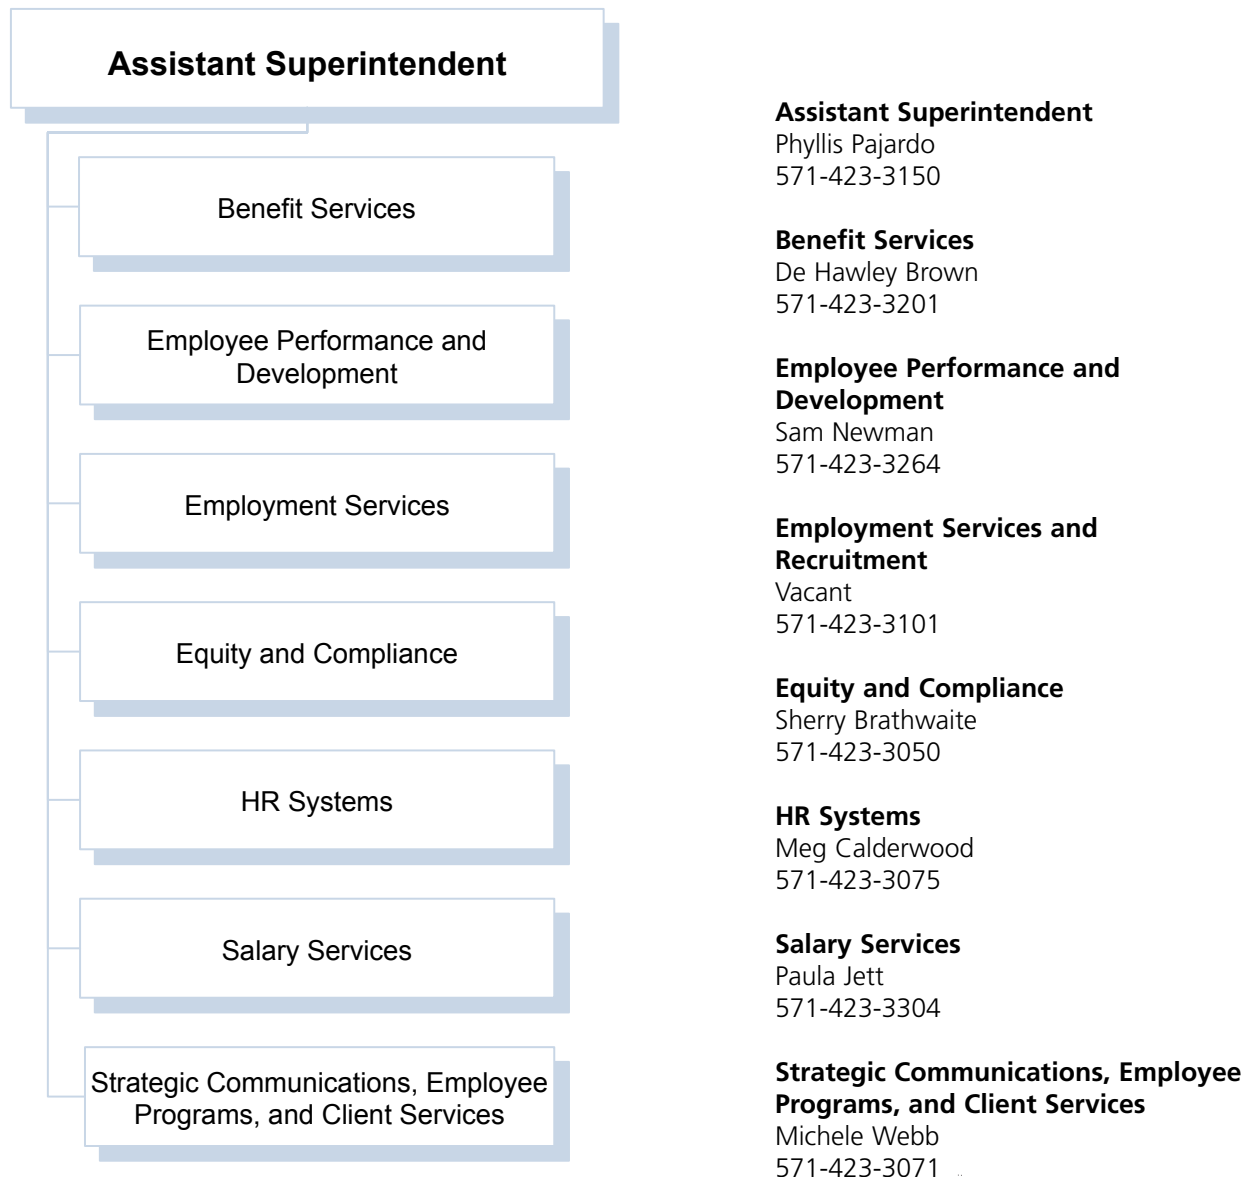 Assistant Superintendent
Benefit Services
Employee Performance and
Development
Employment Services
Equity and Compliance
HR Systems
Salary Services
Strategic Communications, Employee
Programs, and Client Services
Assistant Superintendent
Phyllis Pajardo
571-423-3150
Benefit Services
De Hawley Brown
571-423-3201
Employee Performance and
Development
Sam Newman
571-423-3264
Employment Services and
Recruitment
Vacant
571-423-3101
Equity and Compliance
Sherry Brathwaite
571-423-3050
HR Systems
Meg Calderwood
571-423-3075
Salary Services
Paula Jett
571-423-3304
Strategic Communications, Employee
Programs, and Client Services
Michele Webb
571-423-3071